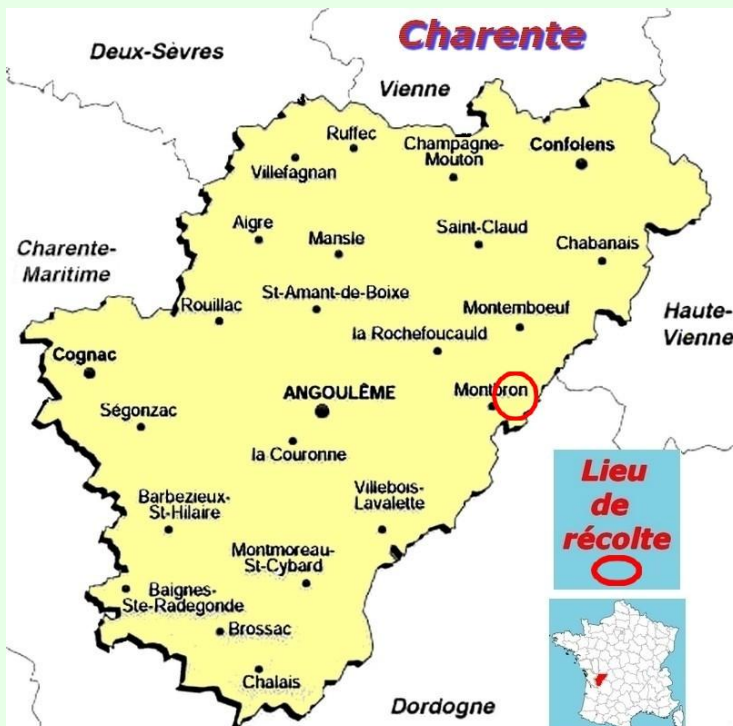 Charente
Deux-Sèvres
Vienne
Ruffec
Champagne-
Mouton
Confolens
Villefagnan
Aigre
Mansle
Saint-Claud
Chabanais
Charente-
Maritime
St-Amant-de-Boixe
Rouillac
Montemboeuf
Haute-
Vienne
la Rochefoucauld
Cognac
ANGOULÊME
Montbron
Ségonzac
la Couronne
Lieu
de
récolte
Barbezieux-
St-Hilaire
Villebois-
Lavalette
Montmoreau-
St-Cybard
Baignes-
Ste-Radegonde
Brossac
Chalais
Dordogne